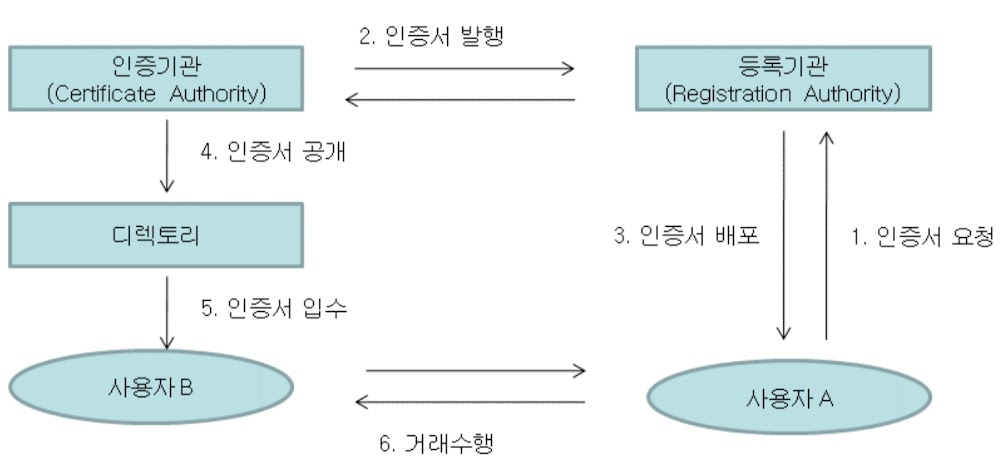 2. 인증서 발행
인증기관
(Certificate Authority)
등록기관
(Registration Authority)
4. 인증서 공개
디렉토리
3. 인증서 배포
1. 인증서 요청
5. 인증서 입수
사용자 B
사용자 A
6. 거래수행